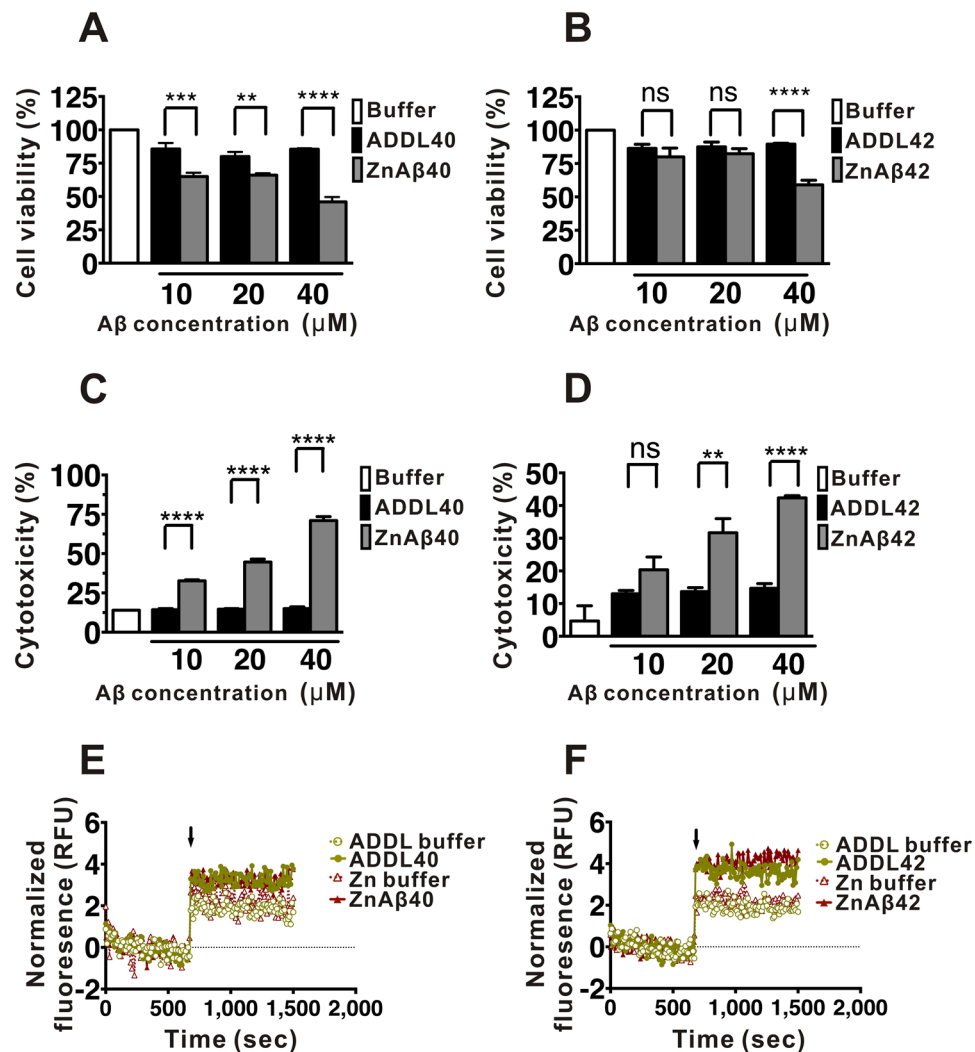 A
Cell viability (%)
125
100
75
50
25
0
***
**
****
Buffer
ADDL40
ZnAβ40
10 20 40
Aβ concentration (μM)
B
Cell viability (%)
125
100
75
50
25
0
ns
ns
****
Buffer
ADDL42
ZnAβ42
10 20 40
Aβ concentration (μM)
C
Cytotoxicity (%)
100
75
50
25
0
****
****
****
Buffer
ADDL40
ZnAβ40
10 20 40
Aβ concentration (μM)
D
Cytotoxicity (%)
50
40
30
20
10
0
ns
**
****
Buffer
ADDL42
ZnAβ42
10 20 40
Aβ concentration (μM)
E
Normalized
fluoresence (RFU)
6
4
2
0
-2
ADDL buffer
ADDL40
Zn buffer
ZnAβ40
0 500 1,000 1,500 2,000
Time (sec)
F
Normalized
fluoresence (RFU)
6
4
2
0
-2
ADDL buffer
ADDL42
Zn buffer
ZnAβ42
0 500 1,000 1,500 2,000
Time (sec)